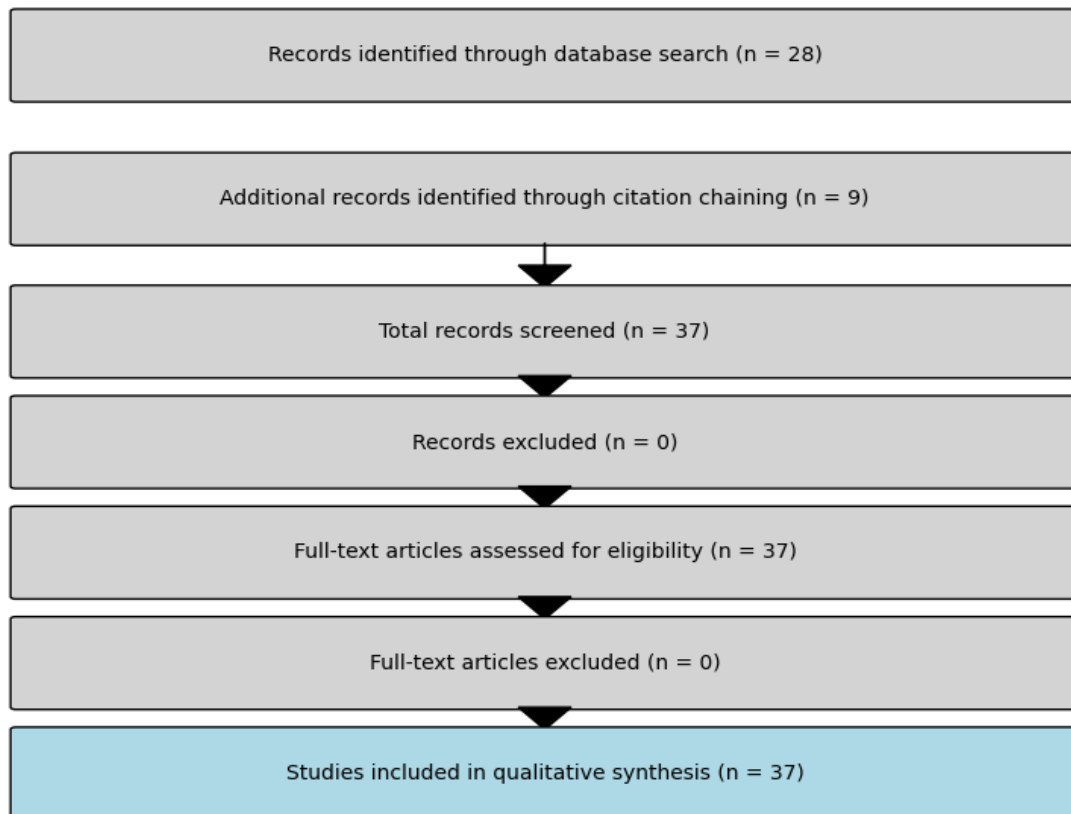 Records identified through database search (n = 28)
Additional records identified through citation chaining (n = 9)
Total records screened (n = 37)
Records excluded (n = 0)
Full-text articles assessed for eligibility (n = 37)
Full-text articles excluded (n = 0)
Studies included in qualitative synthesis (n = 37)